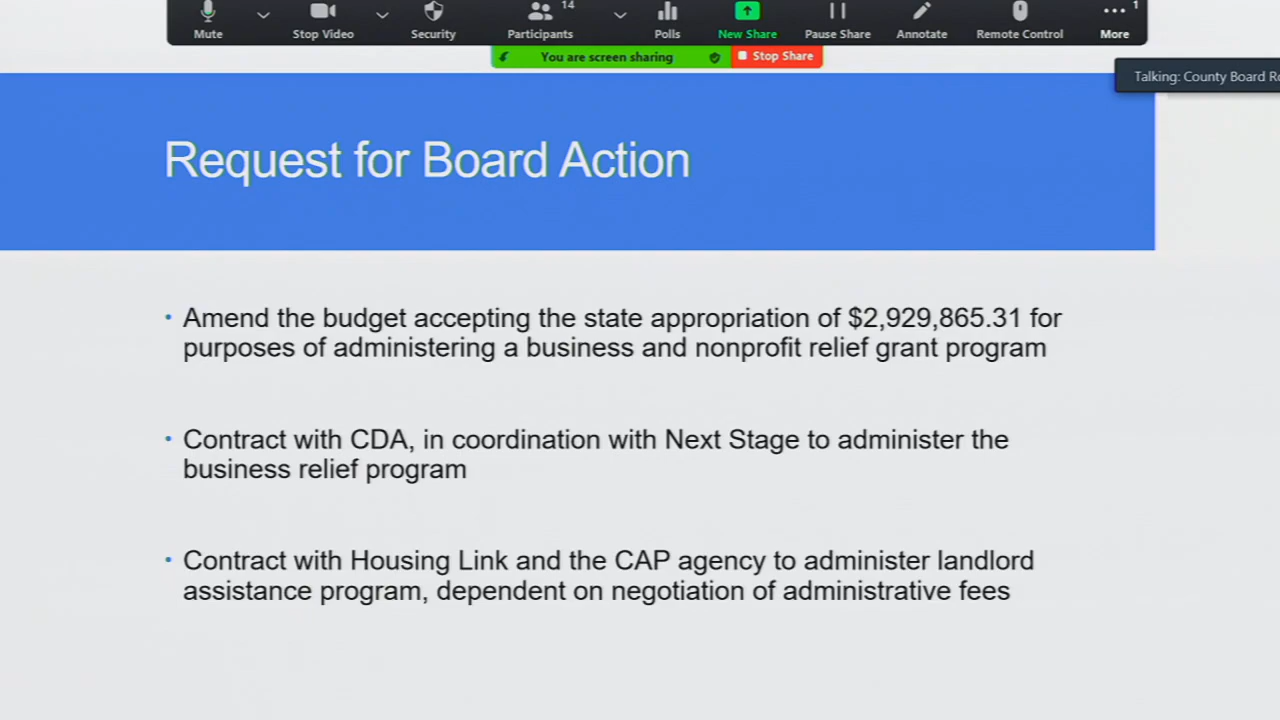 14
1
Mute
Stop Video
Security
Participants
Polls
New Share
Pause Share
Annotate
Remote Control
More
You are screen sharing
Stop Share
Talking: County Board
Request for Board Action
• Amend the budget accepting the state appropriation of $2,929,865.31 for
purposes of administering a business and nonprofit relief grant program
• Contract with CDA, in coordination with Next Stage to administer the
business relief program
• Contract with Housing Link and the CAP agency to administer landlord
assistance program, dependent on negotiation of administrative fees